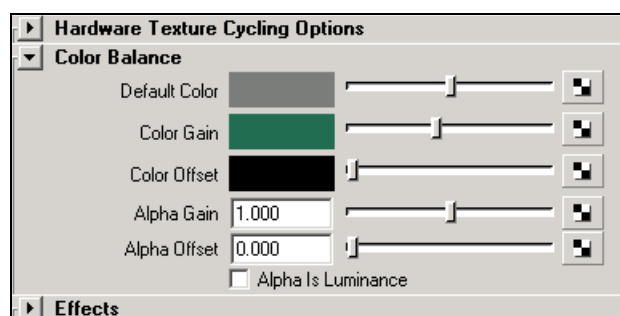 Hardware Texture Cycling Options
Color Balance
Default Color
Color Gain
Color Offset
Alpha Gain 1.000
Alpha Offset 0.000
Alpha Is Luminance
Effects